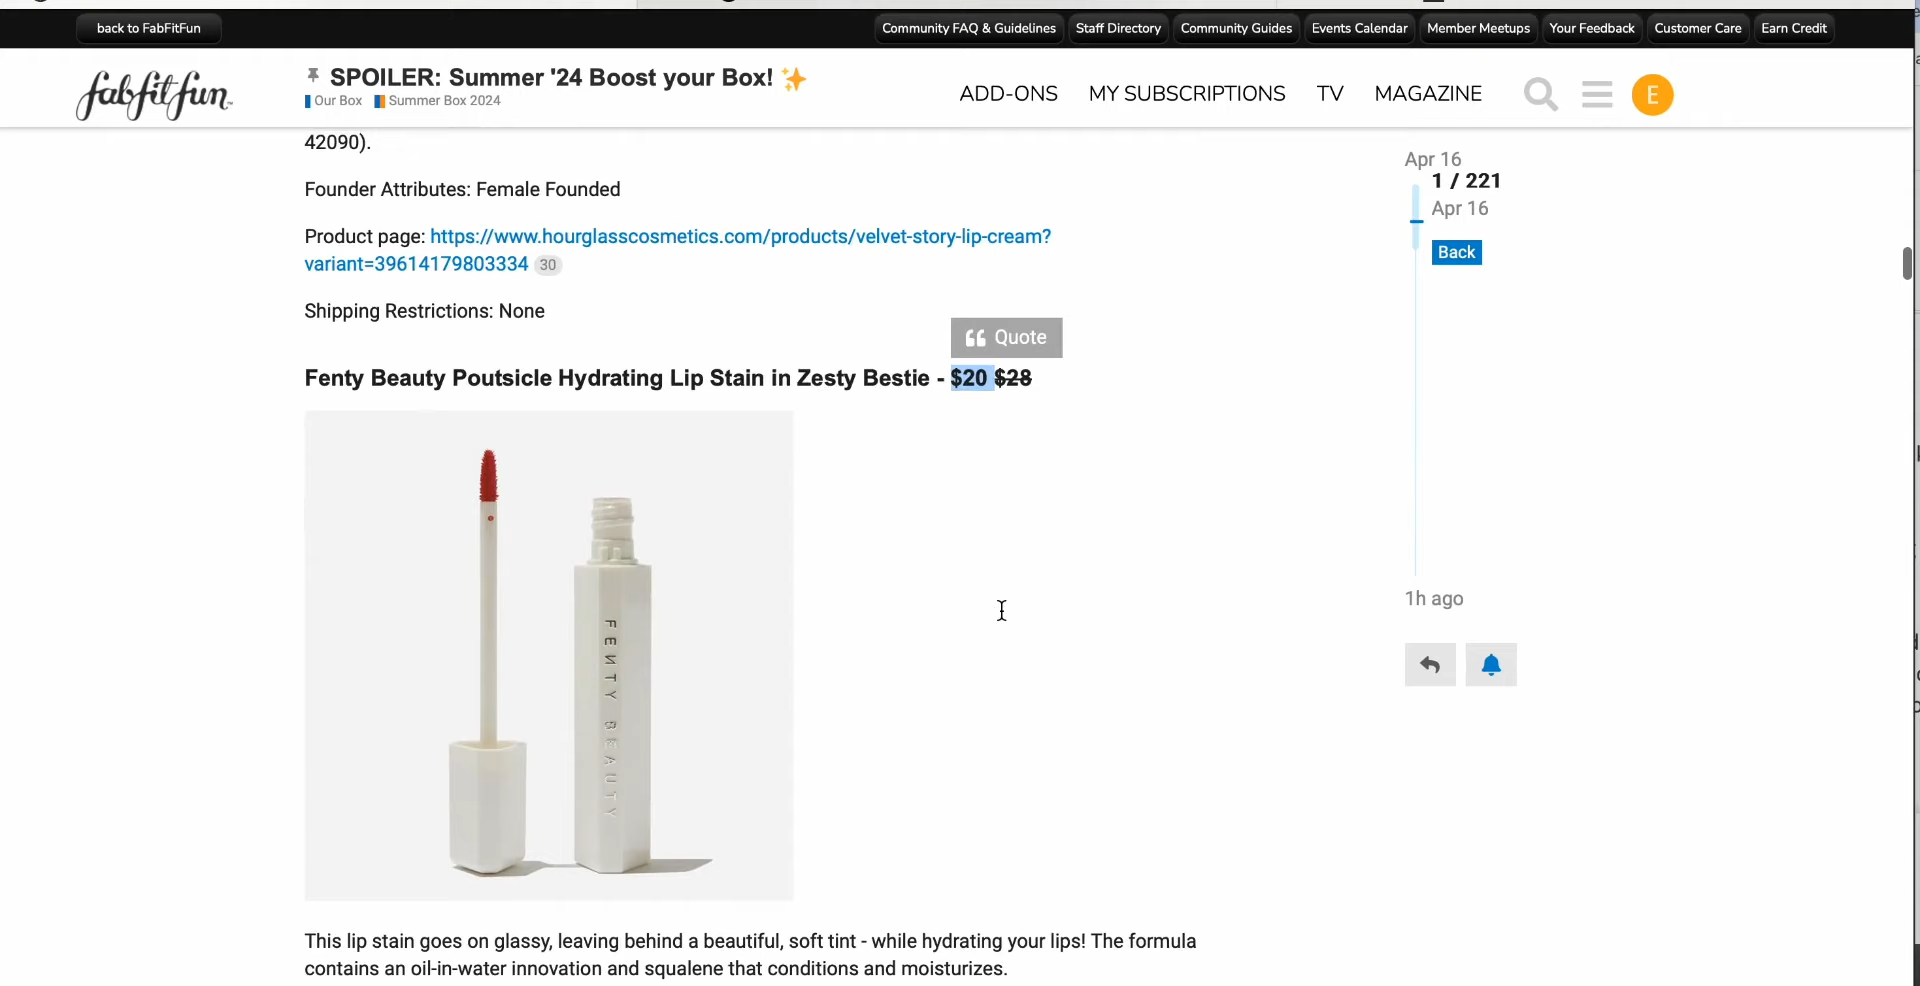 back to FabFitFun
Community FAQ & Guidelines
Staff Directory
Community Guides
Events Calendar
Member Meetups
Your Feedback
Customer Care
Earn Credit
fabfitfun
SPOILER: Summer '24 Boost your Box! ✨
Our Box Summer Box 2024
ADD-ONS
MY SUBSCRIPTIONS
TV
MAGAZINE
E
42090).
Founder Attributes: Female Founded
Product page: https://www.hourglasscosmetics.com/products/velvet-story-lip-cream?
variant=39614179803334 30
Shipping Restrictions: None
Quote
Fenty Beauty Poutsicle Hydrating Lip Stain in Zesty Bestie - $20 $28
FENTY BEAUTY
This lip stain goes on glassy, leaving behind a beautiful, soft tint - while hydrating your lips! The formula
contains an oil-in-water innovation and squalene that conditions and moisturizes.
Apr 16
1 / 221
Apr 16
Back
1h ago